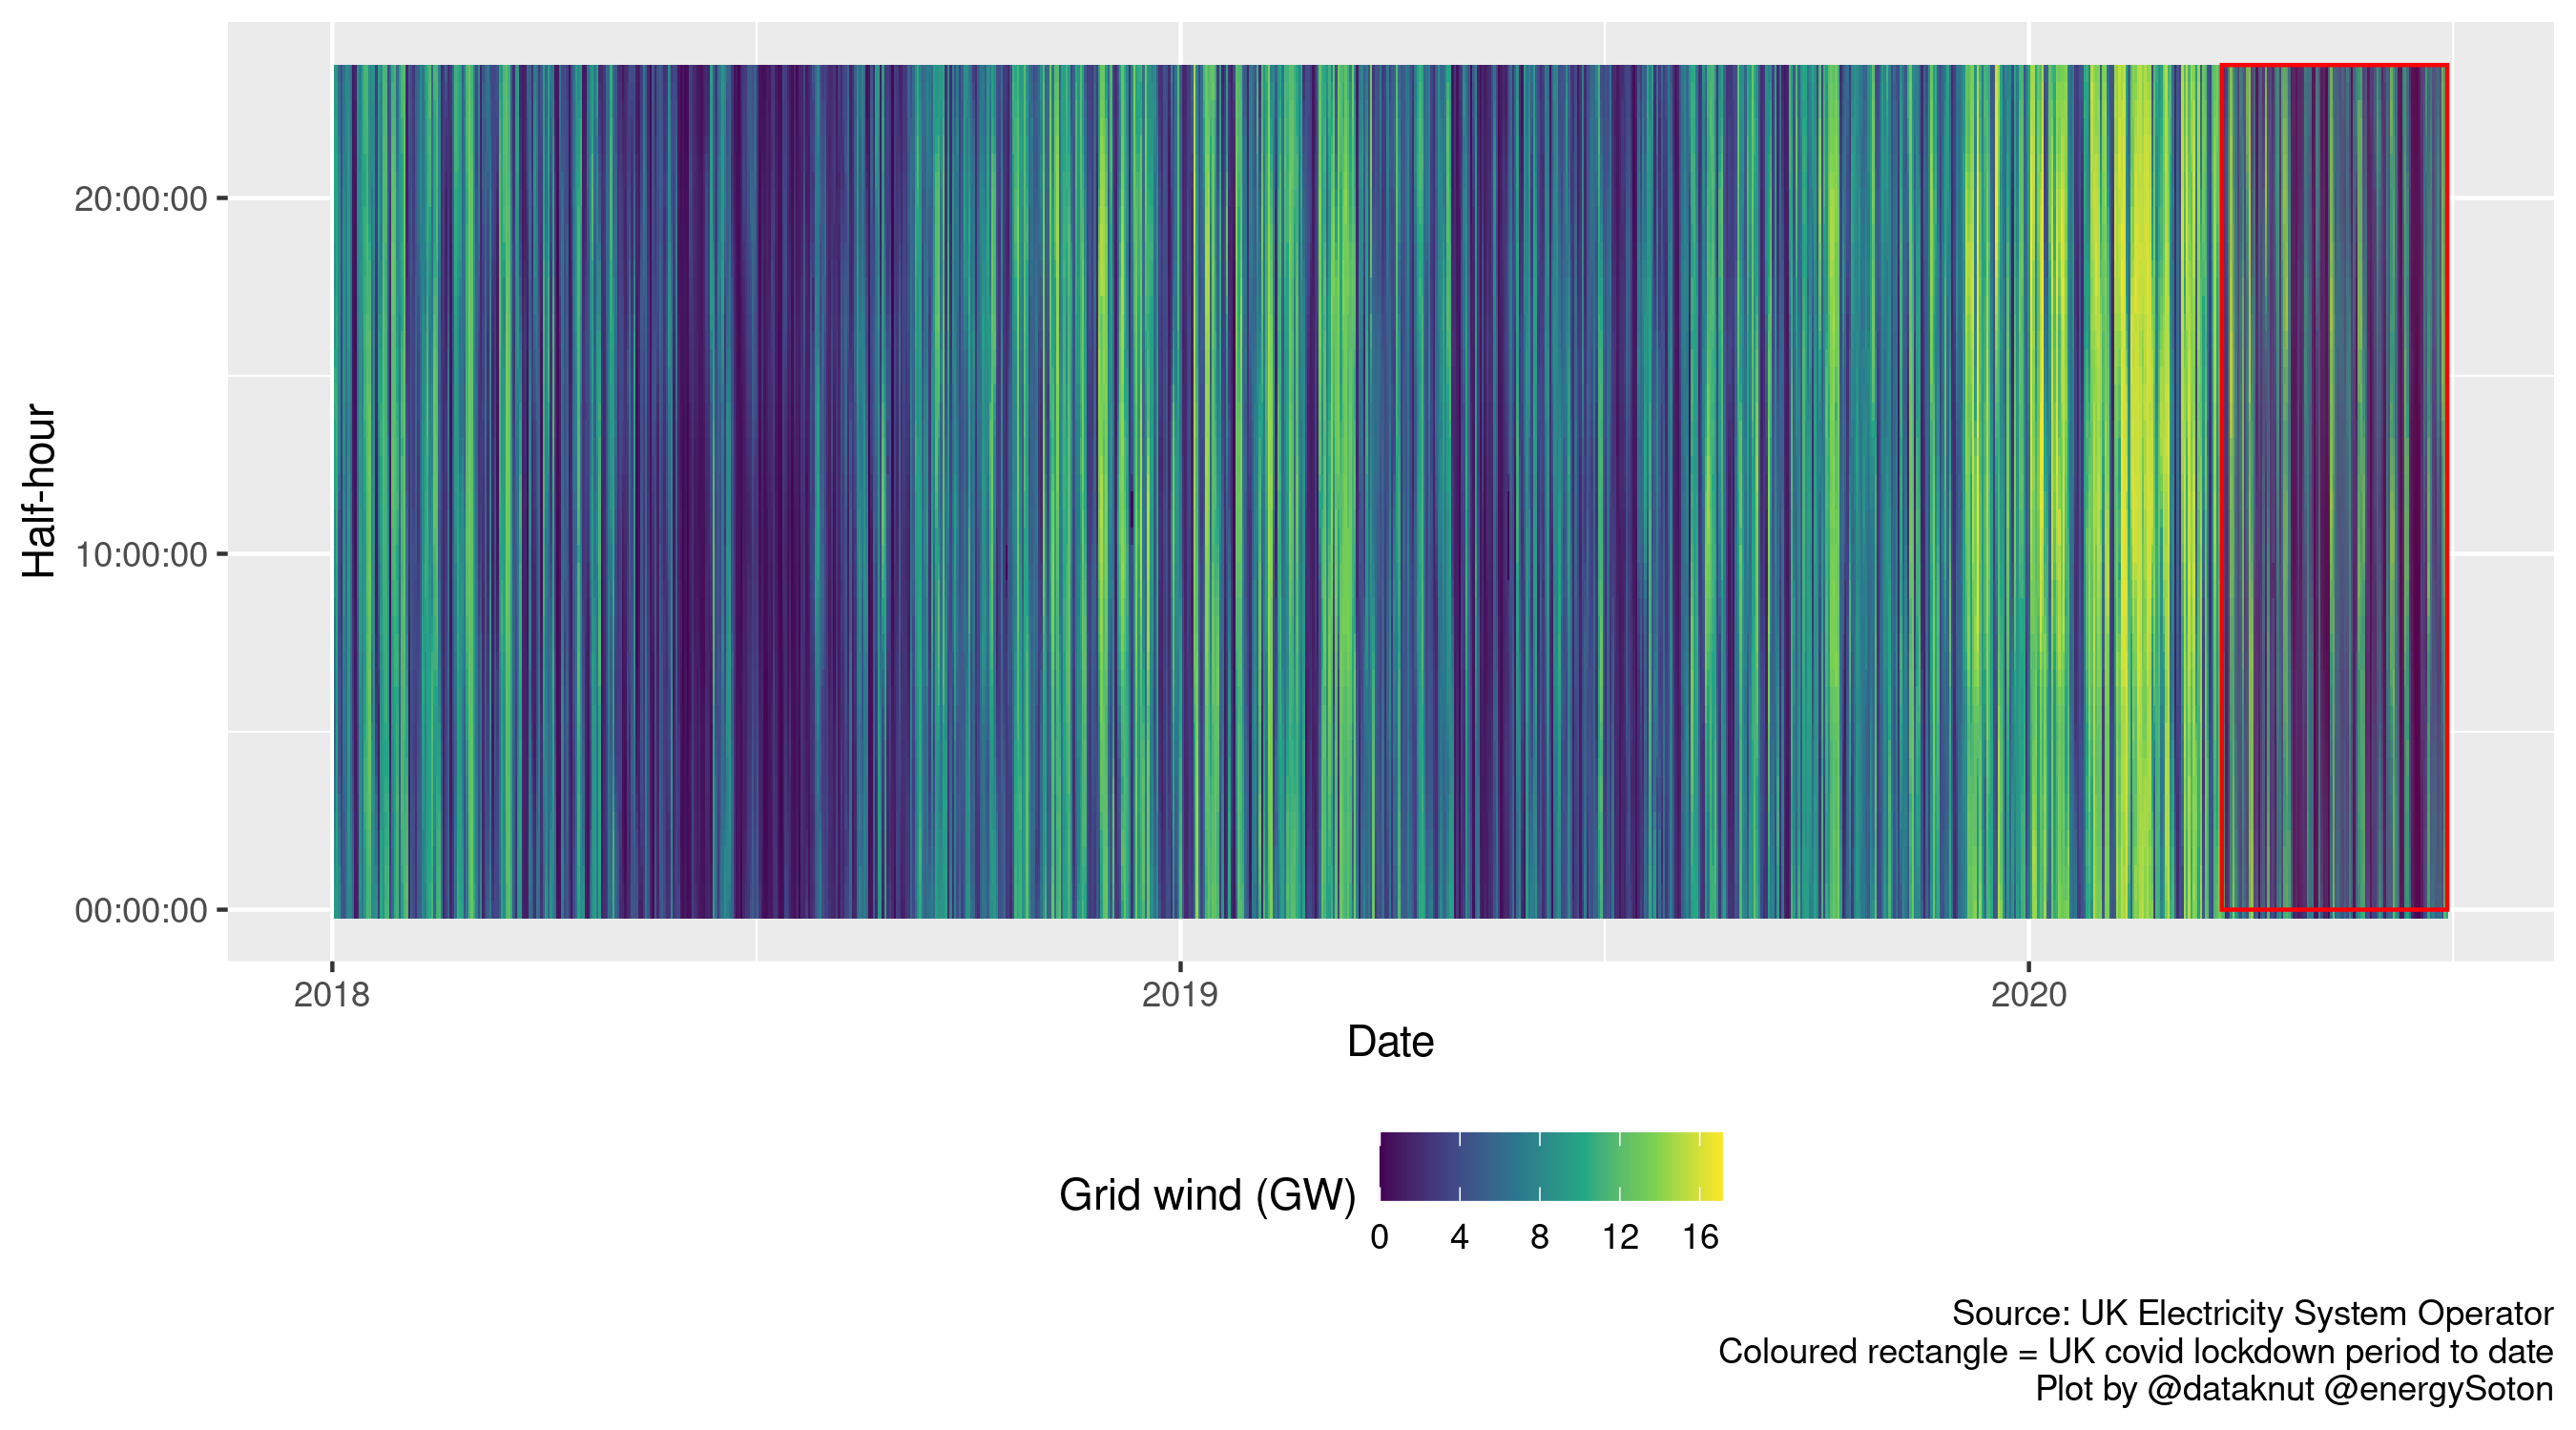 20:00:00
10:00:00
00:00:00
Half-hour
2018 2019 2020
Date
Grid wind (GW)
0 4 8 12 16
Source: UK Electricity System Operator
Coloured rectangle = UK covid lockdown period to date
Plot by @dataknut @energySoton